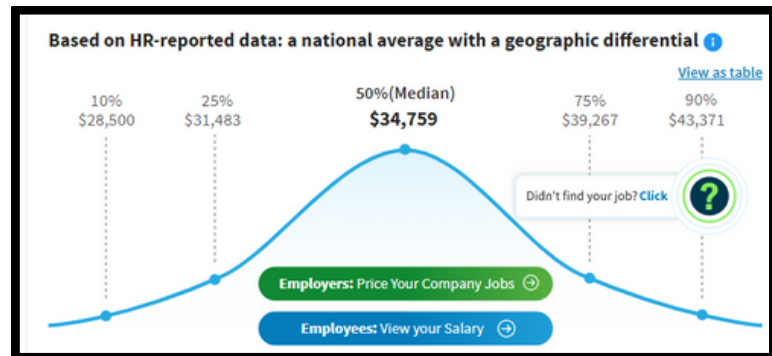 Based on HR-reported data: a national average with a geographic differential i
View as table
10% 25% 50%(Median) 75% 90%
$28,500 $31,483 $34,759 $39,267 $43,371
Didn't find your job? Click ?
Employers: Price Your Company Jobs
Employees: View your Salary